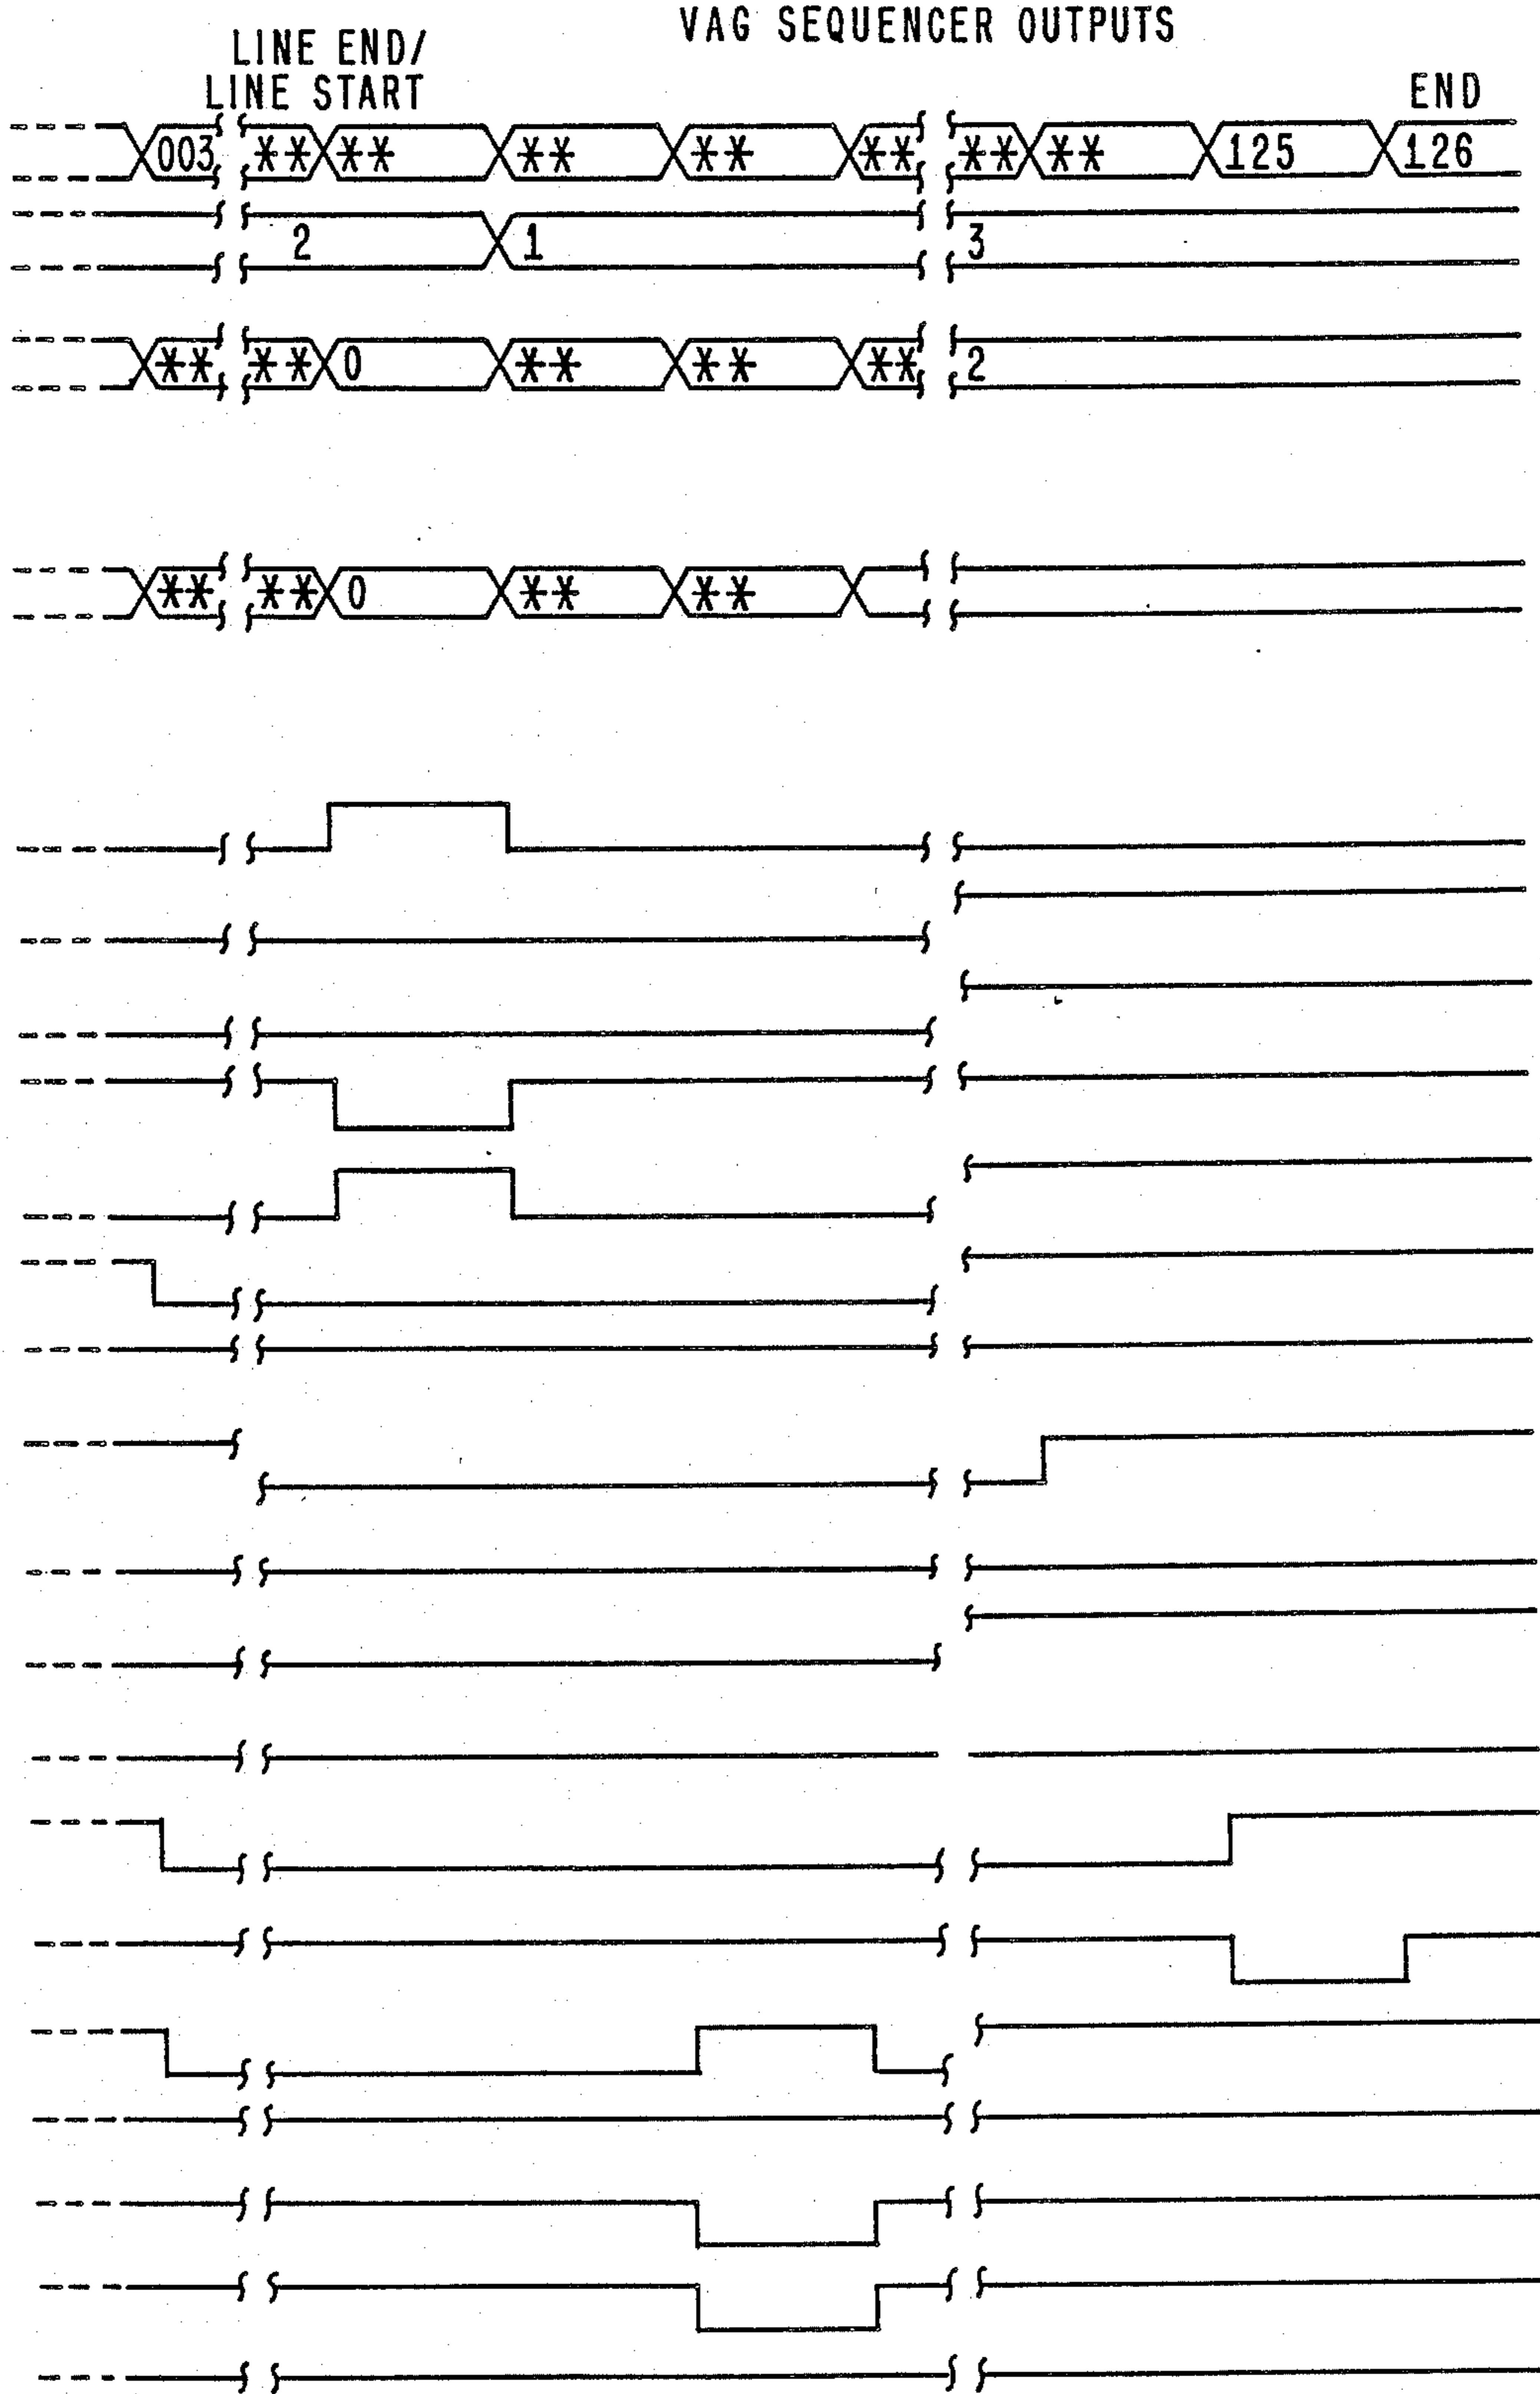 VAG SEQUENCER OUTPUTS
LINE END/
LINE START
END
003 ** ** ** ** ** ** ** 125 126
2 1 3
** ** 0 ** ** ** 2
** ** 0 ** **